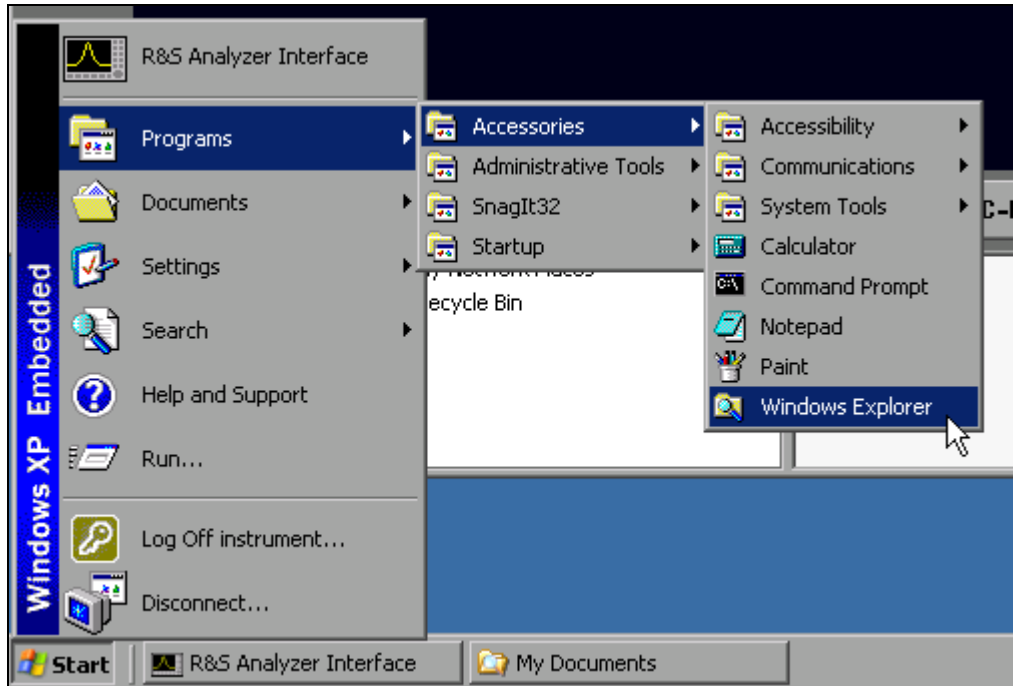 R&S Analyzer Interface
Programs
Documents
Settings
Search
Help and Support
Run...
Log Off instrument...
Disconnect...
Windows XP Embedded
Accessories
Administrative Tools
SnagIt32
Startup
Accessibility
Communications
System Tools
Calculator
Command Prompt
Notepad
Paint
Windows Explorer
Network Places
ecycle Bin
C-
Start
R&S Analyzer Interface
My Documents